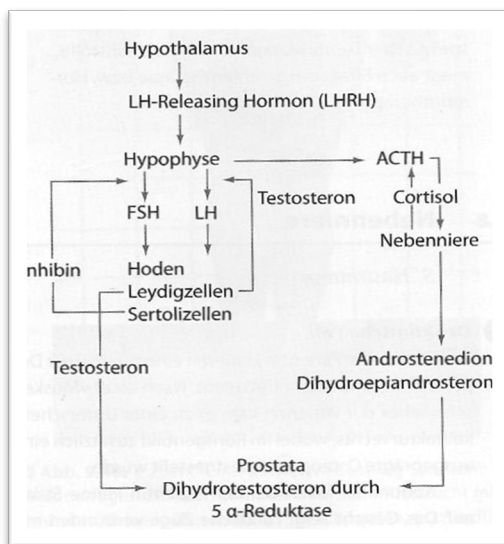 Hypothalamus
LH-Releasing Hormon (LHRH)
Hypophyse
ACTH
Testosteron
Cortisol
FSH
LH
Nebenniere
nhibin
Hoden
Leydigzellen
Sertolizellen
Testosteron
Androstenedion
Dihydroepiandrosteron
Prostata
Dihydrotestosteron durch
5 α-Reduktase